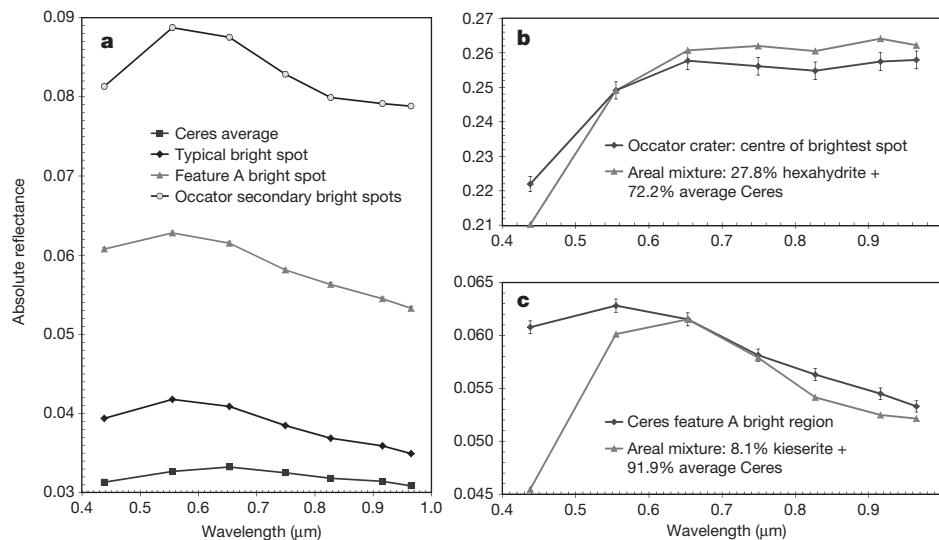 a
0.09
0.08
0.07
0.06
0.05
0.04
0.03
Absolute reflectance
Ceres average
Typical bright spot
Feature A bright spot
Occator secondary bright spots
0.4 0.5 0.6 0.7 0.8 0.9 1.0
Wavelength (μm)
b
0.26
0.25
0.24
0.23
0.22
0.21
Occator crater: centre of brightest spot
Areal mixture: 27.8% hexahydrite +
72.2% average Ceres
0.4 0.5 0.6 0.7 0.8 0.9
c
0.065
0.060
0.055
0.050
0.045
Ceres feature A bright region
Areal mixture: 8.1% kieserite +
91.9% average Ceres
0.4 0.5 0.6 0.7 0.8 0.9
Wavelength (μm)